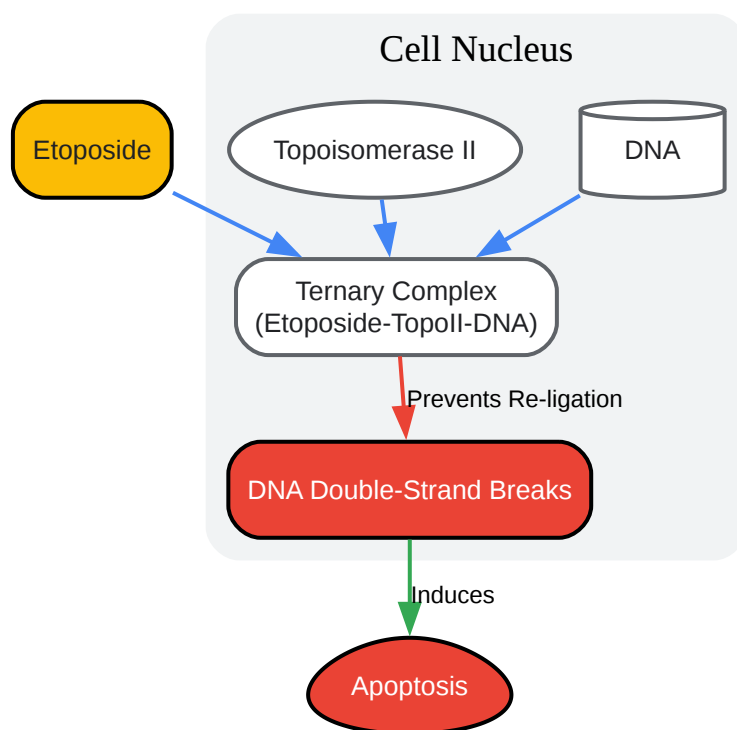 Cell Nucleus
Etoposide
Topoisomerase II
DNA
Ternary Complex
(Etoposide-TopoII-DNA)
Prevents Re-ligation
DNA Double-Strand Breaks
Induces
Apoptosis